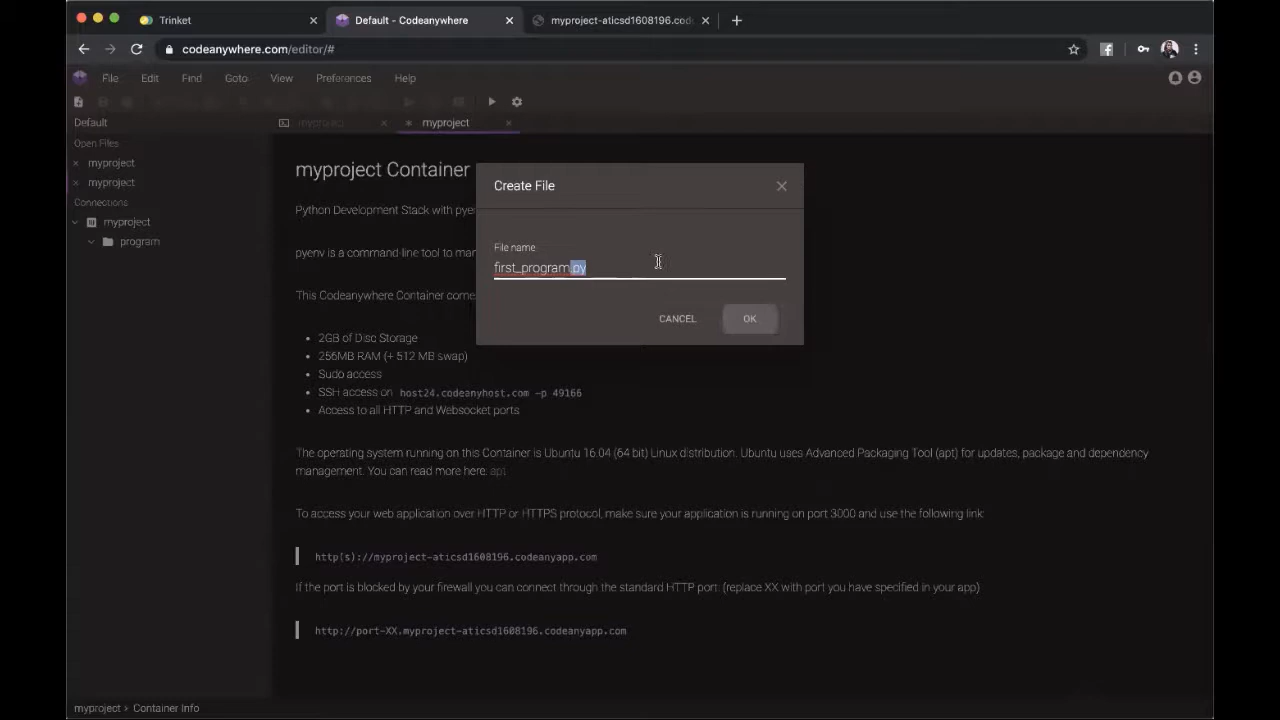 Trinket
Default - Codeanywhere
myproject-aticsd1608196.cod
codeanywhere.com/editor/#
File Edit Find Goto View Preferences Help
Default
myproject
myproject
Open Files
myproject
myproject
Connections
myproject
program
myproject Container
Python Development Stack with pyen
pyenv is a command-line tool to man
This Codeanywhere Container come
• 2GB of Disc Storage
• 256MB RAM (+ 512 MB swap)
• Sudo access
• SSH access on host24.codeanyhost.com -p 49166
• Access to all HTTP and Websocket ports
The operating system running on this Container is Ubuntu 16.04 (64 bit) Linux distribution. Ubuntu uses Advanced Packaging Tool (apt) for updates, package and dependency
management. You can read more here: apt
To access your web application over HTTP or HTTPS protocol, make sure your application is running on port 3000 and use the following link:
http(s)://myproject-aticsd1608196.codeanyapp.com
If the port is blocked by your firewall you can connect through the standard HTTP port: (replace XX with port you have specified in your app)
http://port-XX.myproject-aticsd1608196.codeanyapp.com
Create File
File name
first_program.py
CANCEL OK
myproject > Container Info